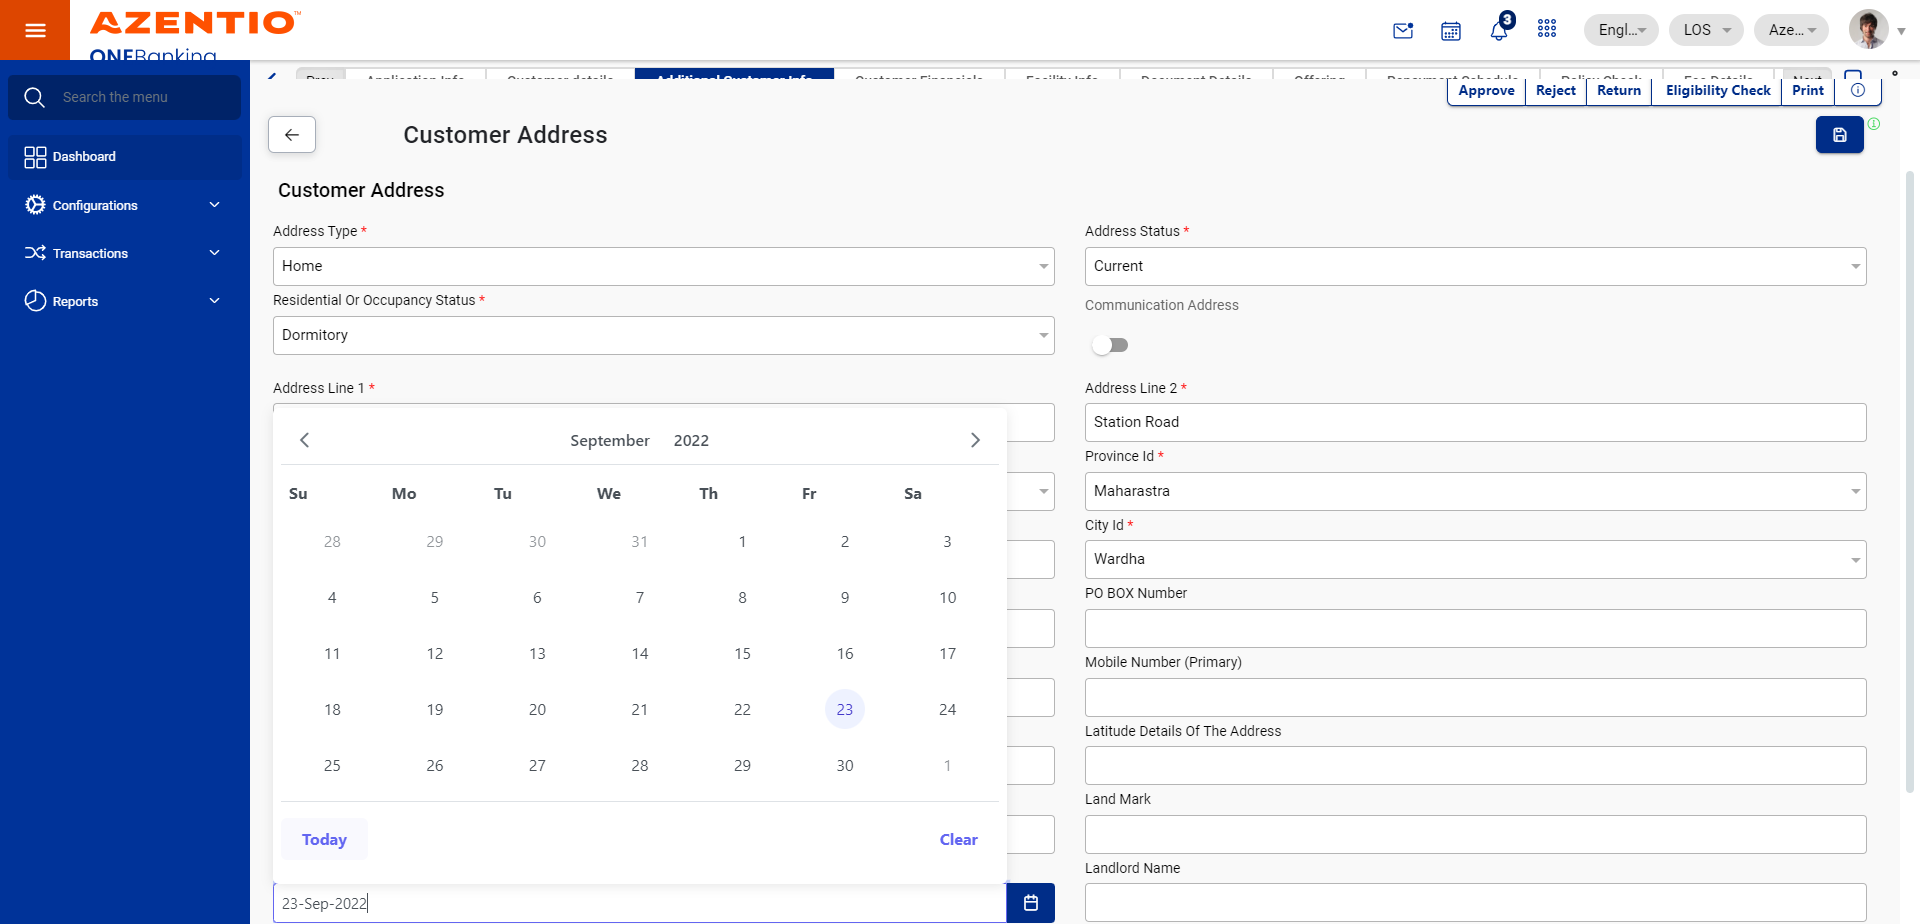 AZENTIO™
ONEBanking
3
Engl...
LOS
Aze...
Search the menu
Dashboard
Configurations
Transactions
Reports
Prev
Application Info
Customer details
Additional Customer Info
Customer Financials
Facility Info
Document Details
Offering
Repayment Schedule
Policy Check
Fee Details
Next
Approve
Reject
Return
Eligibility Check
Print
Customer Address
Customer Address
Address Type *
Home
Address Status *
Current
Residential Or Occupancy Status *
Dormitory
Communication Address
Address Line 1 *
Address Line 2 *
Station Road
Province Id *
Maharastra
City Id *
Wardha
PO BOX Number
Mobile Number (Primary)
Latitude Details Of The Address
Land Mark
Landlord Name
September 2022
Su Mo Tu We Th Fr Sa
28 29 30 31 1 2 3
4 5 6 7 8 9 10
11 12 13 14 15 16 17
18 19 20 21 22 23 24
25 26 27 28 29 30 1
Today
Clear
23-Sep-2022